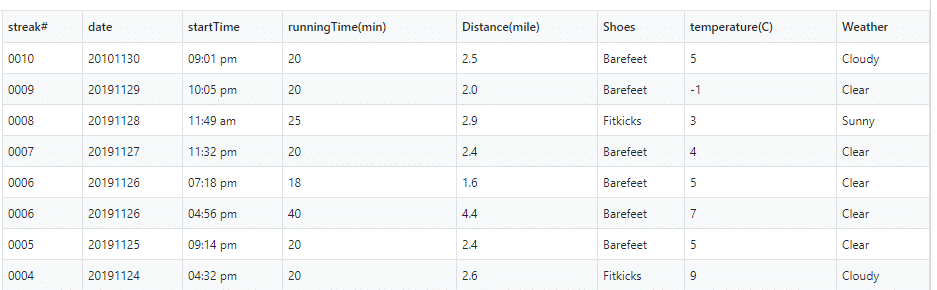 streak# date startTime runningTime(min) Distance(mile) Shoes temperature(C) Weather
0010 20101130 09:01 pm 20 2.5 Barefeet 5 Cloudy
0009 20191129 10:05 pm 20 2.0 Barefeet -1 Clear
0008 20191128 11:49 am 25 2.9 Fitkicks 3 Sunny
0007 20191127 11:32 pm 20 2.4 Barefeet 4 Clear
0006 20191126 07:18 pm 18 1.6 Barefeet 5 Clear
0006 20191126 04:56 pm 40 4.4 Barefeet 7 Clear
0005 20191125 09:14 pm 20 2.4 Barefeet 5 Clear
0004 20191124 04:32 pm 20 2.6 Fitkicks 9 Cloudy